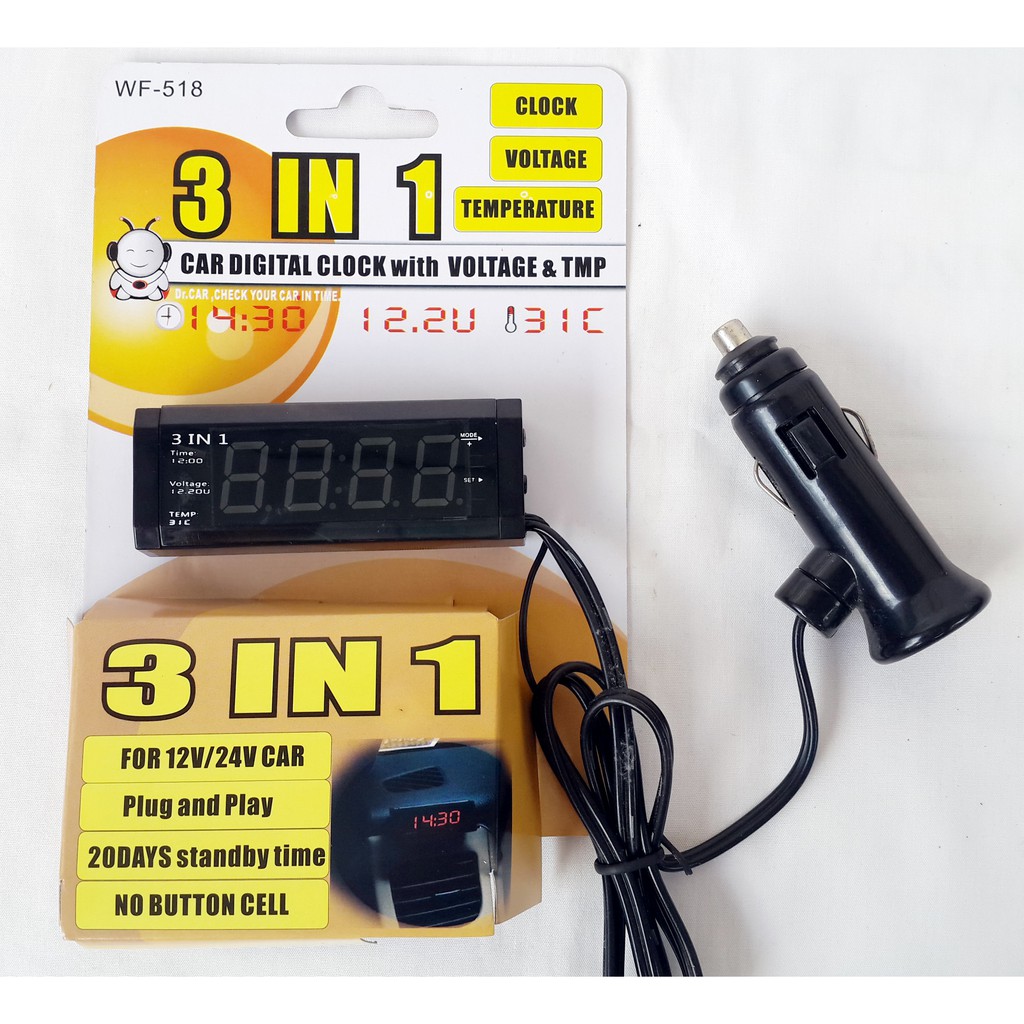 WF-518
CLOCK
3 IN 1
VOLTAGE
TEMPERATURE
CAR DIGITAL CLOCK with VOLTAGE & TMP
Dr.CAR ,CHECK YOUR CAR IN TIME.
14:30 12.2U 31C
3 IN 1
Time:
12:00
Voltage:
12.20U
TEMP
31C
MODE
+
SET
3 IN 1
FOR 12V/24V CAR
Plug and Play
20DAYS standby time
NO BUTTON CELL
14:30